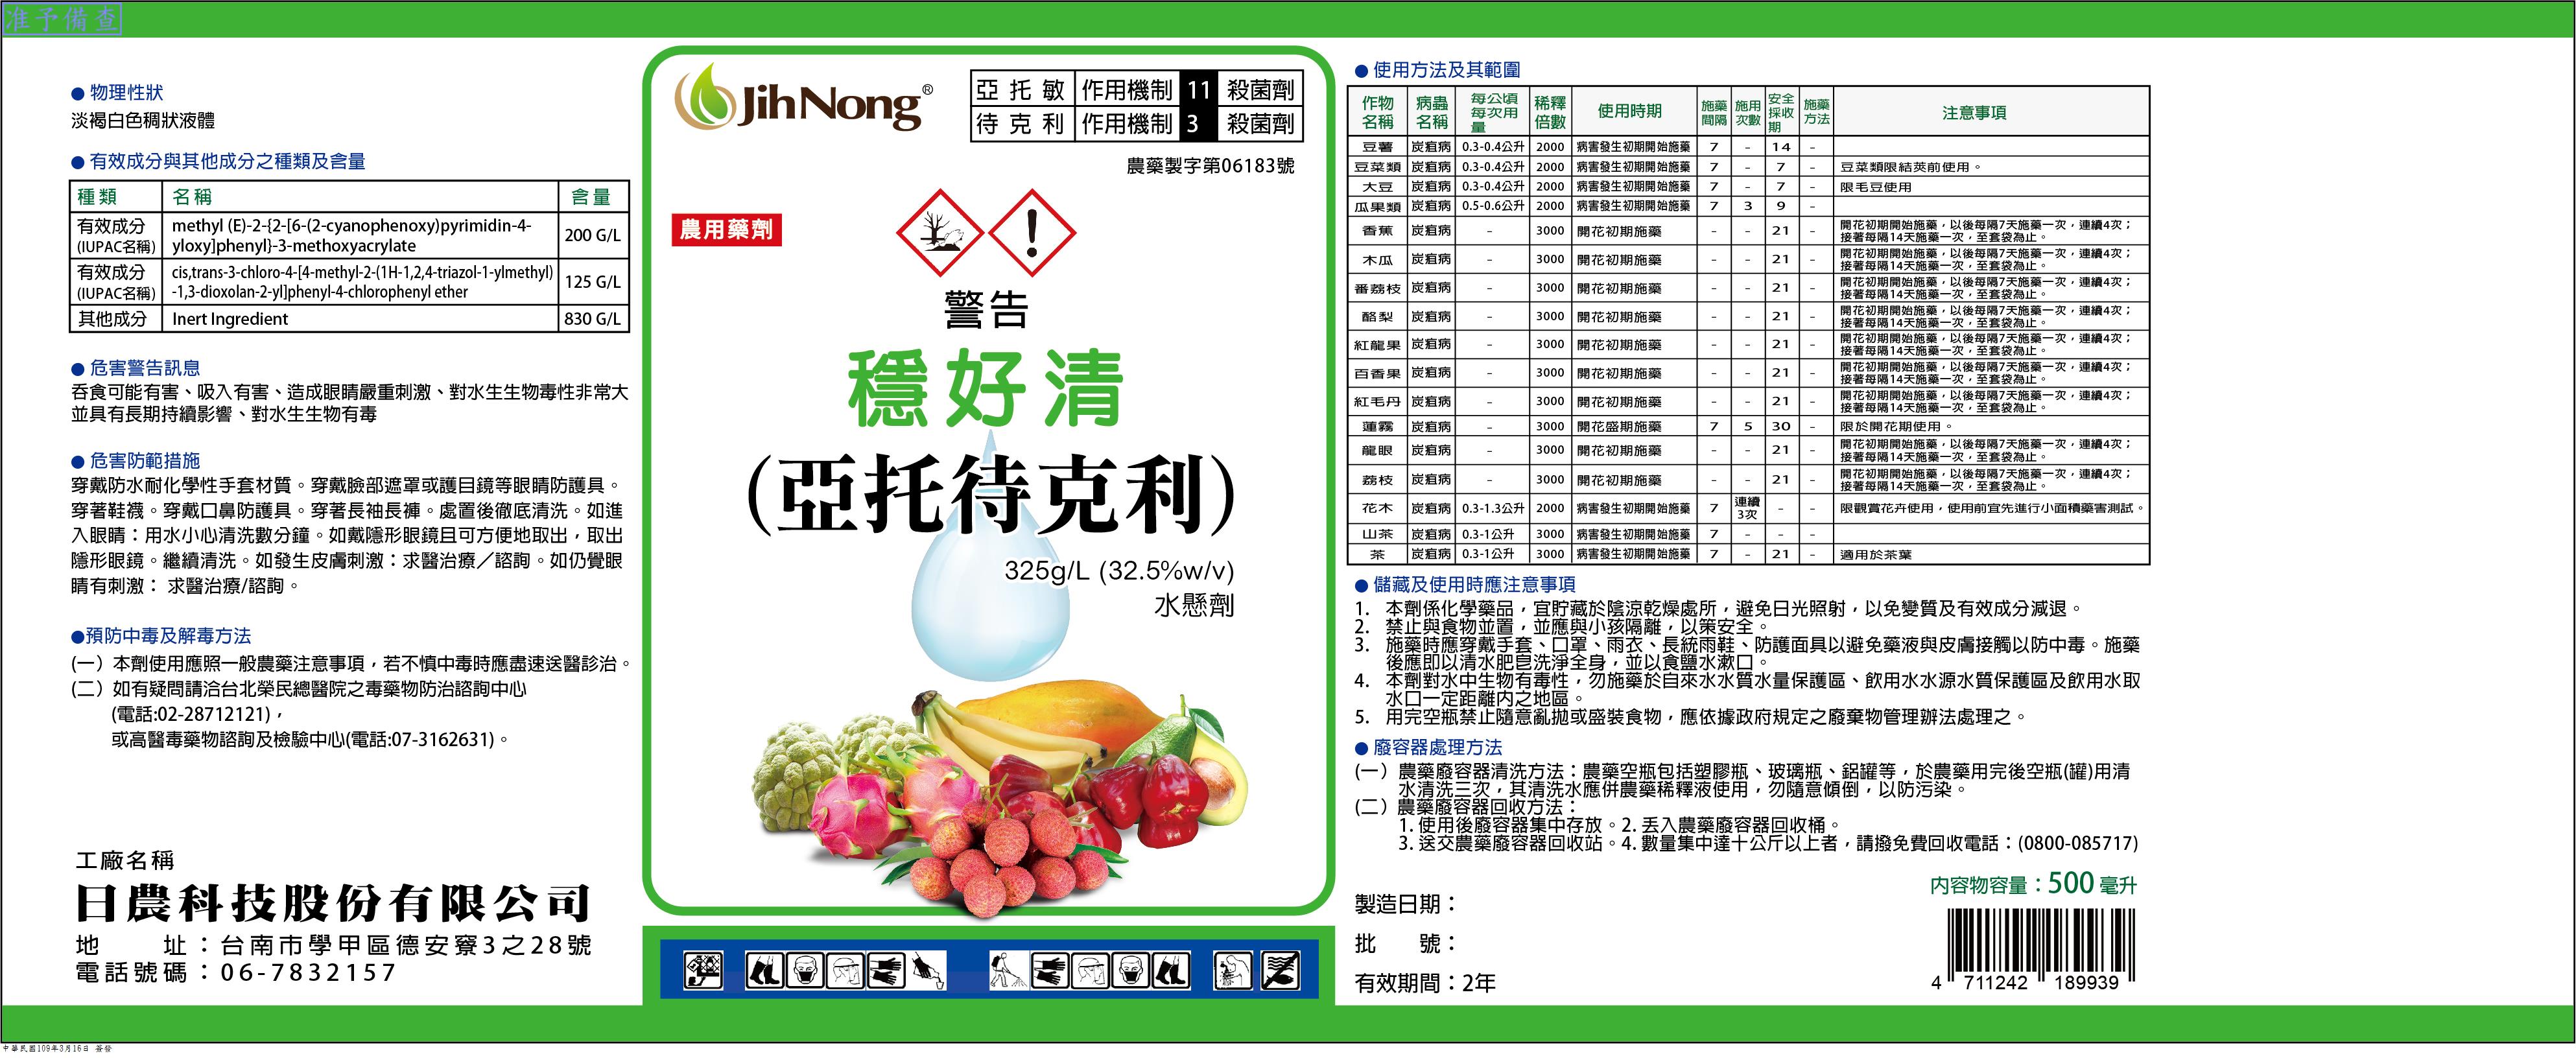 准予備查
● 物理性狀
淡褐白色稠狀液體
● 有效成分與其他成分之種類及含量
種類 名稱 含量
有效成分 (IUPAC名稱) methyl (E)-2-{2-[6-(2-cyanophenoxy)pyrimidin-4-
yloxy]phenyl}-3-methoxyacrylate 200 G/L
有效成分 (IUPAC名稱) cis,trans-3-chloro-4-[4-methyl-2-(1H-1,2,4-triazol-1-ylmethyl)
-1,3-dioxolan-2-yl]phenyl-4-chlorophenyl ether 125 G/L
其他成分 Inert Ingredient 830 G/L
● 危害警告訊息
吞食可能有害、吸入有害、造成眼睛嚴重刺激、對水生生物毒性非常大
並具有長期持續影響、對水生生物有毒
● 危害防範措施
穿戴防水耐化學性手套材質。穿戴臉部遮罩或護目鏡等眼睛防護具。
穿著鞋襪。穿戴口鼻防護具。穿著長袖長褲。處置後徹底清洗。如進
入眼睛：用水小心清洗數分鐘。如戴隱形眼鏡且可方便地取出，取出
隱形眼鏡。繼續清洗。如發生皮膚刺激：求醫治療／諮詢。如仍覺眼
睛有刺激： 求醫治療/諮詢。
●預防中毒及解毒方法
(一) 本劑使用應照一般農藥注意事項，若不慎中毒時應盡速送醫診治。
(二) 如有疑問請洽台北榮民總醫院之毒藥物防治諮詢中心
(電話:02-28712121)，
或高醫毒藥物諮詢及檢驗中心(電話:07-3162631)。
工廠名稱
日農科技股份有限公司
地 址：台南市學甲區德安寮3之28號
電話號碼：06-7832157
JihNong®
亞托敏 作用機制 11 殺菌劑
待克利 作用機制 3 殺菌劑
農藥製字第06183號
農用藥劑
警告
穩好清
(亞托待克利)
325g/L (32.5%w/v)
水懸劑
● 使用方法及其範圍
作物名稱 病蟲名稱 每公頃每次用量 稀釋倍數 使用時期 施藥間隔 施用次數 安全採收期 施藥方法 注意事項
豆薯 炭疽病 0.3-0.4公升 2000 病害發生初期開始施藥 7 - 14 -
豆菜類 炭疽病 0.3-0.4公升 2000 病害發生初期開始施藥 7 - 7 - 豆菜類限結莢前使用。
大豆 炭疽病 0.3-0.4公升 2000 病害發生初期開始施藥 7 - 7 - 限毛豆使用
瓜果類 炭疽病 0.5-0.6公升 2000 病害發生初期開始施藥 7 3 9 -
香蕉 炭疽病 - 3000 開花初期施藥 - - 21 - 開花初期開始施藥，以後每隔7天施藥一次，連續4次；
接著每隔14天施藥一次，至套袋為止。
木瓜 炭疽病 - 3000 開花初期施藥 - - 21 - 開花初期開始施藥，以後每隔7天施藥一次，連續4次；
接著每隔14天施藥一次，至套袋為止。
番荔枝 炭疽病 - 3000 開花初期施藥 - - 21 - 開花初期開始施藥，以後每隔7天施藥一次，連續4次；
接著每隔14天施藥一次，至套袋為止。
酪梨 炭疽病 - 3000 開花初期施藥 - - 21 - 開花初期開始施藥，以後每隔7天施藥一次，連續4次；
接著每隔14天施藥一次，至套袋為止。
紅龍果 炭疽病 - 3000 開花初期施藥 - - 21 - 開花初期開始施藥，以後每隔7天施藥一次，連續4次；
接著每隔14天施藥一次，至套袋為止。
百香果 炭疽病 - 3000 開花初期施藥 - - 21 - 開花初期開始施藥，以後每隔7天施藥一次，連續4次；
接著每隔14天施藥一次，至套袋為止。
紅毛丹 炭疽病 - 3000 開花初期施藥 - - 21 - 開花初期開始施藥，以後每隔7天施藥一次，連續4次；
接著每隔14天施藥一次，至套袋為止。
蓮霧 炭疽病 - 3000 開花盛期施藥 7 5 30 - 限於開花期使用。
龍眼 炭疽病 - 3000 開花初期施藥 - - 21 - 開花初期開始施藥，以後每隔7天施藥一次，連續4次；
接著每隔14天施藥一次，至套袋為止。
荔枝 炭疽病 - 3000 開花初期施藥 - - 21 - 開花初期開始施藥，以後每隔7天施藥一次，連續4次；
接著每隔14天施藥一次，至套袋為止。
花木 炭疽病 0.3-1.3公升 2000 病害發生初期開始施藥 7 連續3次 - - 限觀賞花卉使用，使用前宜先進行小面積藥害測試。
山茶 炭疽病 0.3-1公升 3000 病害發生初期開始施藥 7 - - -
茶 炭疽病 0.3-1公升 3000 病害發生初期開始施藥 7 - 21 - 適用於茶葉
● 儲藏及使用時應注意事項
1. 本劑係化學藥品，宜貯藏於陰涼乾燥處所，避免日光照射，以免變質及有效成分減退。
2. 禁止與食物並置，並應與小孩隔離，以策安全。
3. 施藥時應穿戴手套、口罩、雨衣、長統雨鞋、防護面具以避免藥液與皮膚接觸以防中毒。施藥
後應即以清水肥皂洗淨全身，並以食鹽水漱口。
4. 本劑對水中生物有毒性，勿施藥於自來水水質水量保護區、飲用水水源水質保護區及飲用水取
水口一定距離內之地區。
5. 用完空瓶禁止隨意亂拋或盛裝食物，應依據政府規定之廢棄物管理辦法處理之。
● 廢容器處理方法
(一) 農藥廢容器清洗方法：農藥空瓶包括塑膠瓶、玻璃瓶、鋁罐等，於農藥用完後空瓶(罐)用清
水清洗三次，其清洗水應併農藥稀釋液使用，勿隨意傾倒，以防污染。
(二) 農藥廢容器回收方法：
1. 使用後廢容器集中存放。2. 丟入農藥廢容器回收桶。
3. 送交農藥廢容器回收站。4. 數量集中達十公斤以上者，請撥免費回收電話：(0800-085717)
內容物容量：500 毫升
製造日期：
批 號：
有效期間：2年
4 711242 189939
中華民國109年3月16日 簽發